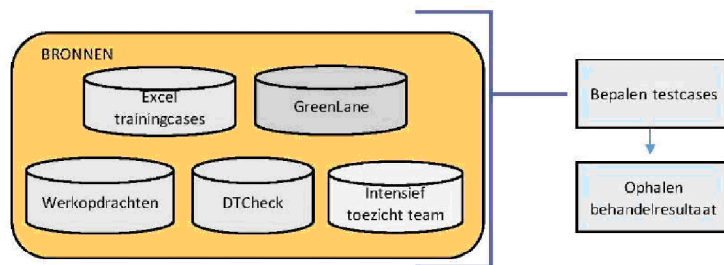 BRONNEN
Excel
trainingcases
GreenLane
Werkopdrachten
DTCheck
Intensief
toezicht team
Bepalen testcases
Ophalen
behandelresultaat